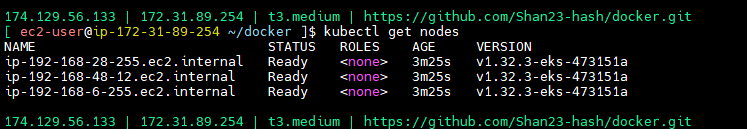 174.129.56.133 | 172.31.89.254 | t3.medium | https://github.com/Shan23-hash/docker.git
[ ec2-user@ip-172-31-89-254 ~/docker ]$ kubectl get nodes
NAME STATUS ROLES AGE VERSION
ip-192-168-28-255.ec2.internal Ready <none> 3m25s v1.32.3-eks-473151a
ip-192-168-48-12.ec2.internal Ready <none> 3m25s v1.32.3-eks-473151a
ip-192-168-6-255.ec2.internal Ready <none> 3m25s v1.32.3-eks-473151a
174.129.56.133 | 172.31.89.254 | t3.medium | https://github.com/Shan23-hash/docker.git